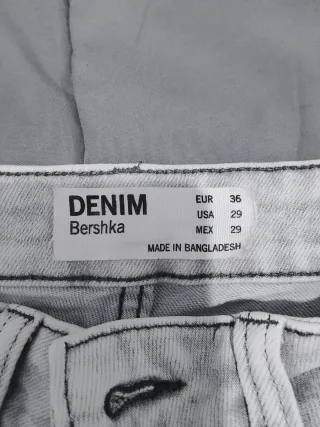 DENIM
Bershka
EUR 36
USA 29
MEX 29
MADE IN BANGLADESH